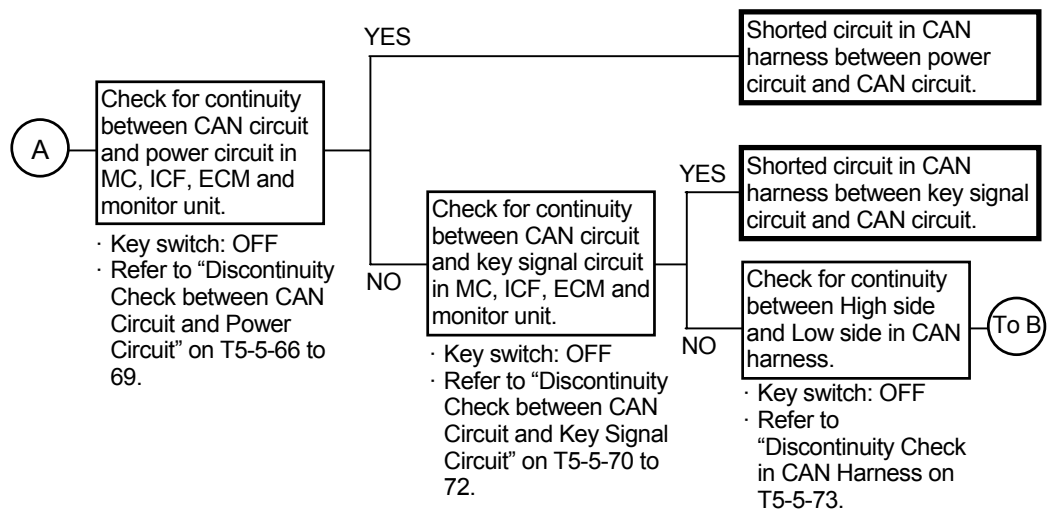 A
Check for continuity
between CAN circuit
and power circuit in
MC, ICF, ECM and
monitor unit.
· Key switch: OFF
· Refer to “Discontinuity
Check between CAN
Circuit and Power
Circuit” on T5-5-66 to
69.
YES
Shorted circuit in CAN
harness between power
circuit and CAN circuit.
NO
Check for continuity
between CAN circuit
and key signal circuit
in MC, ICF, ECM and
monitor unit.
· Key switch: OFF
· Refer to “Discontinuity
Check between CAN
Circuit and Key Signal
Circuit” on T5-5-70 to
72.
YES
Shorted circuit in CAN
harness between key signal
circuit and CAN circuit.
NO
Check for continuity
between High side
and Low side in CAN
harness.
· Key switch: OFF
· Refer to
“Discontinuity Check
in CAN Harness on
T5-5-73.
To B